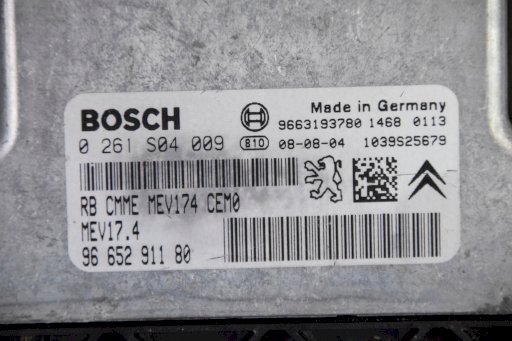 BOSCH
Made in Germany
9663193780 1468 0113
0 261 S04 009
B10
08-08-04 1039S25679
RB CMME MEV174 CEM0
MEV17.4
96 652 911 80